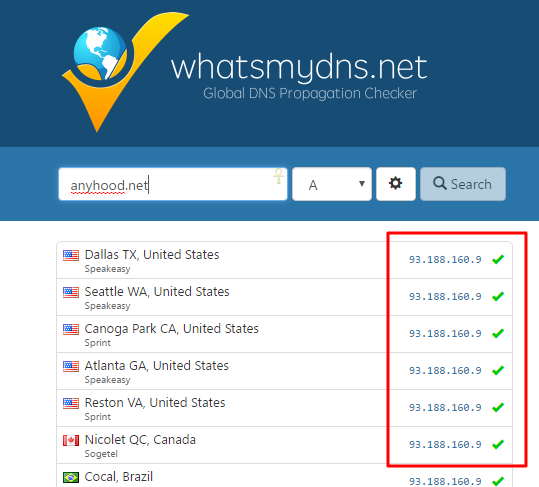 whatsmydns.net
Global DNS Propagation Checker
anyhood.net A Search
Dallas TX, United States 93.188.160.9
Speakeasy
Seattle WA, United States 93.188.160.9
Speakeasy
Canoga Park CA, United States 93.188.160.9
Sprint
Atlanta GA, United States 93.188.160.9
Speakeasy
Reston VA, United States 93.188.160.9
Sprint
Nicolet QC, Canada 93.188.160.9
Sogetel
Cocal, Brazil 93.188.160.9